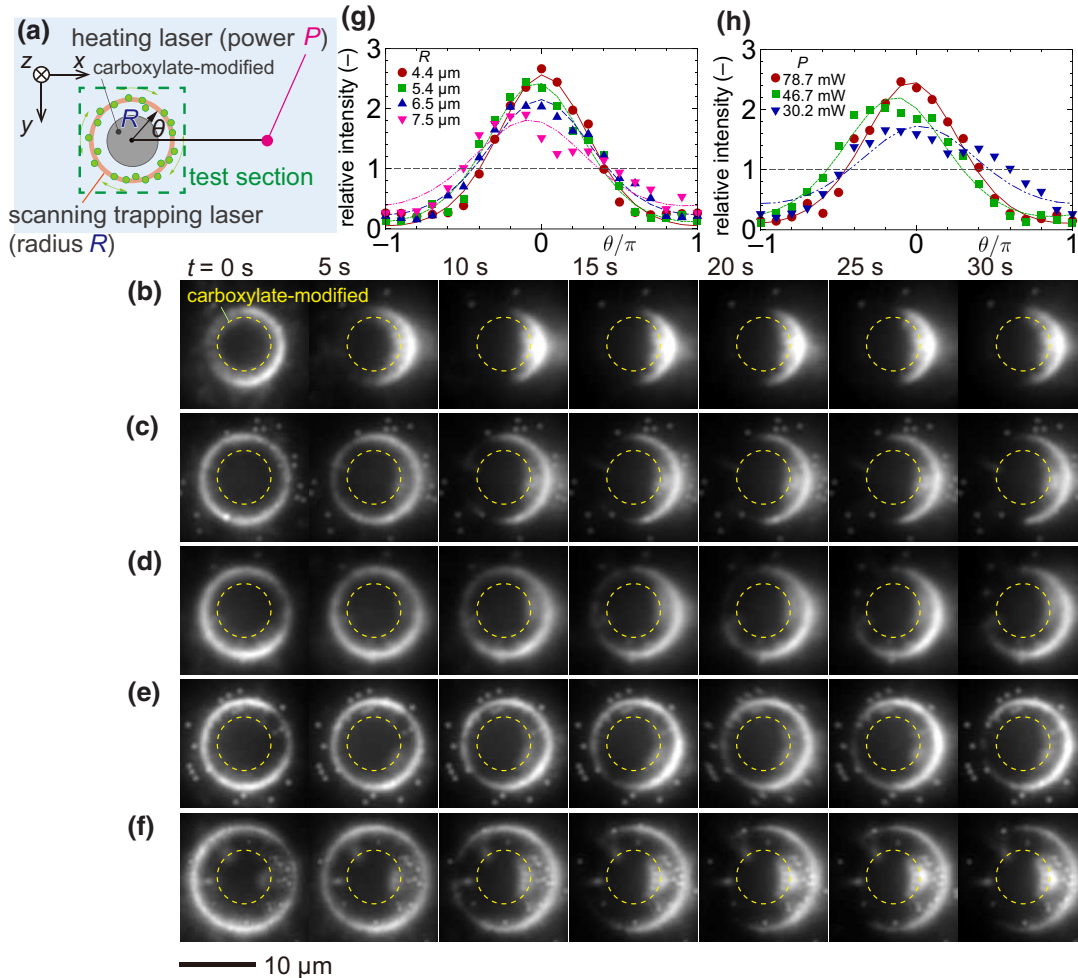 (a)
heating laser (power P)
carboxylate-modified
z
x
y
R
θ
test section
scanning trapping laser
(radius R)
(g)
relative intensity (–)
3
2
1
0
R
4.4 μm
5.4 μm
6.5 μm
7.5 μm
−1
0
θ/π
1
(h)
relative intensity (–)
3
2
1
0
P
78.7 mW
46.7 mW
30.2 mW
−1
0
θ/π
1
t = 0 s 5 s 10 s 15 s 20 s 25 s 30 s
(b)
carboxylate-modified
(c)
(d)
(e)
(f)
10 μm